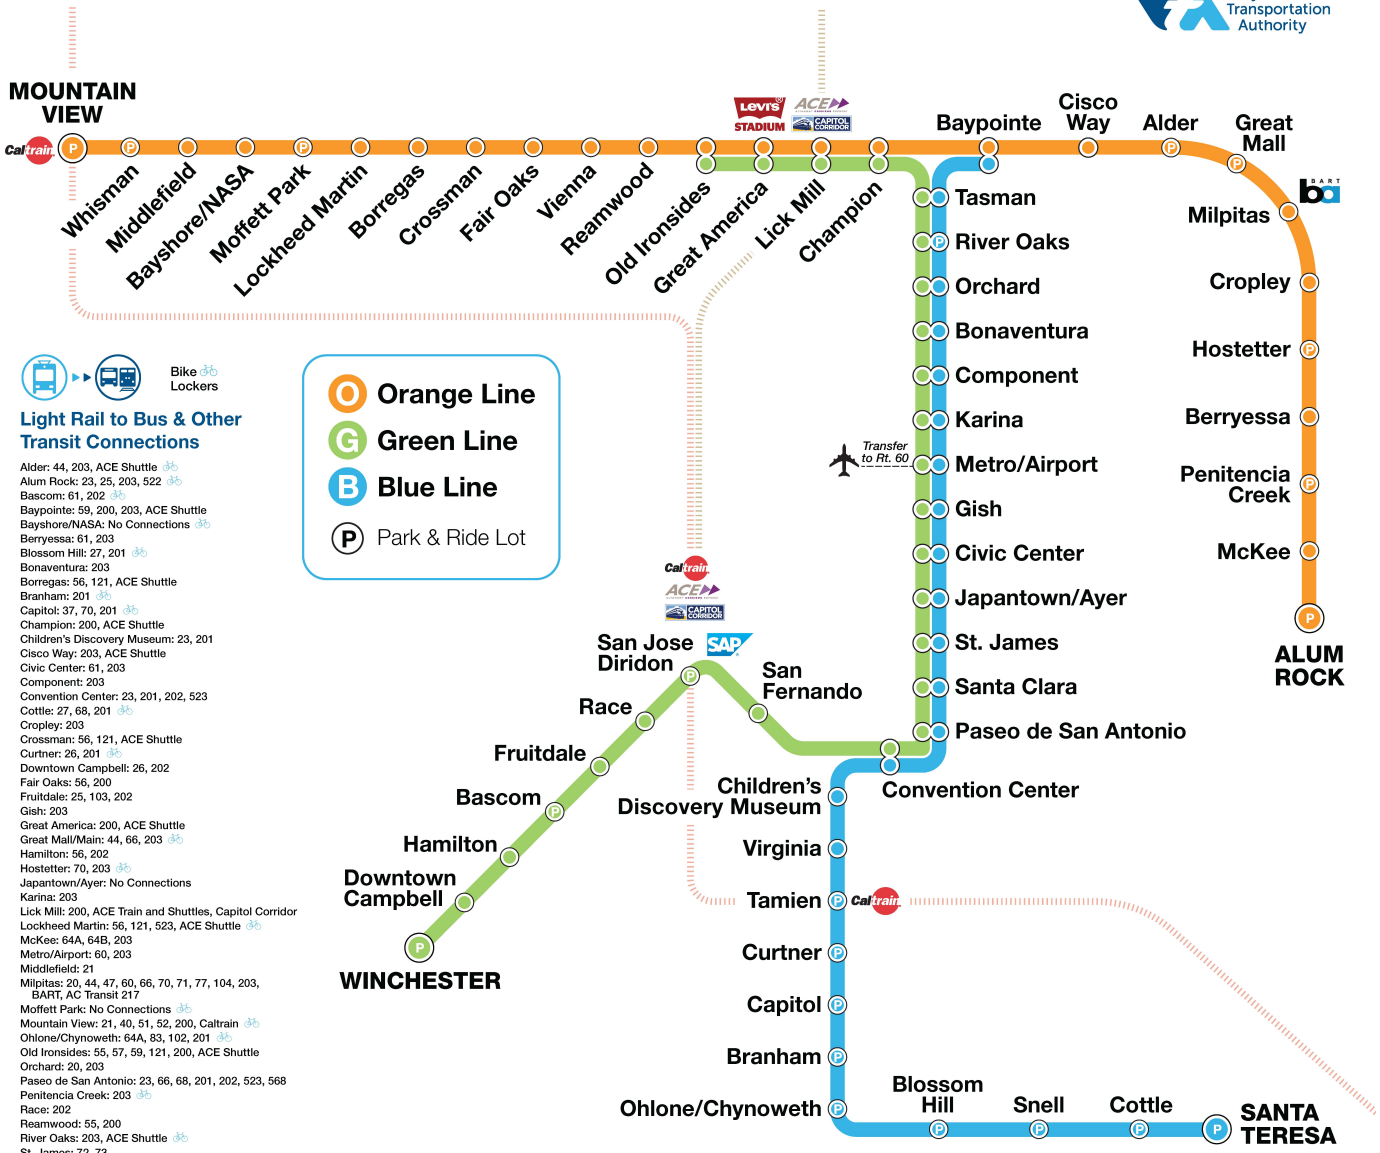 Transportation
Authority
MOUNTAIN
VIEW
Caltrain
P
P
P
Whisman
Middlefield
Bayshore/NASA
Moffett Park
Lockheed Martin
Borregas
Crossman
Fair Oaks
Vienna
Reamwood
Old Ironsides
Great America
Lick Mill
Champion
LEVI'S
STADIUM
ACE
CAPITOL
CORRIDOR
Baypointe
Cisco
Way
Alder
P
Great
Mall
P
BART
ba
Milpitas
Cropley
Hostetter
P
Berryessa
Penitencia
Creek
P
McKee
P
ALUM
ROCK
Tasman
P
River Oaks
Orchard
Bonaventura
Component
Karina
Transfer
to Rt. 60
Metro/Airport
Gish
Civic Center
Japantown/Ayer
St. James
Santa Clara
Paseo de San Antonio
Convention Center
O Orange Line
G Green Line
B Blue Line
P Park & Ride Lot
Caltrain
ACE
CAPITOL
CORRIDOR
San Jose
Diridon
P
SAP
San
Fernando
Race
Fruitdale
Bascom
P
Hamilton
Downtown
Campbell
P
WINCHESTER
Children's
Discovery Museum
Virginia
Tamien
P
Caltrain
Curtner
P
Capitol
P
Branham
P
Ohlone/Chynoweth
P
Blossom
Hill
P
Snell
P
Cottle
P
P
SANTA
TERESA
Bike
Lockers
Light Rail to Bus & Other
Transit Connections
Alder: 44, 203, ACE Shuttle
Alum Rock: 23, 25, 203, 522
Bascom: 61, 202
Baypointe: 59, 200, 203, ACE Shuttle
Bayshore/NASA: No Connections
Berryessa: 61, 203
Blossom Hill: 27, 201
Bonaventura: 203
Borregas: 56, 121, ACE Shuttle
Branham: 201
Capitol: 37, 70, 201
Champion: 200, ACE Shuttle
Children's Discovery Museum: 23, 201
Cisco Way: 203, ACE Shuttle
Civic Center: 61, 203
Component: 203
Convention Center: 23, 201, 202, 523
Cottle: 27, 68, 201
Cropley: 203
Crossman: 56, 121, ACE Shuttle
Curtner: 26, 201
Downtown Campbell: 26, 202
Fair Oaks: 56, 200
Fruitdale: 25, 103, 202
Gish: 203
Great America: 200, ACE Shuttle
Great Mall/Main: 44, 66, 203
Hamilton: 56, 202
Hostetter: 70, 203
Japantown/Ayer: No Connections
Karina: 203
Lick Mill: 200, ACE Train and Shuttles, Capitol Corridor
Lockheed Martin: 56, 121, 523, ACE Shuttle
McKee: 64A, 64B, 203
Metro/Airport: 60, 203
Middlefield: 21
Milpitas: 20, 44, 47, 60, 66, 70, 71, 77, 104, 203,
BART, AC Transit 217
Moffett Park: No Connections
Mountain View: 21, 40, 51, 52, 200, Caltrain
Ohlone/Chynoweth: 64A, 83, 102, 201
Old Ironsides: 55, 57, 59, 121, 200, ACE Shuttle
Orchard: 20, 203
Paseo de San Antonio: 23, 66, 68, 201, 202, 523, 568
Penitencia Creek: 203
Race: 202
Reamwood: 55, 200
River Oaks: 203, ACE Shuttle
St. James: 72, 73